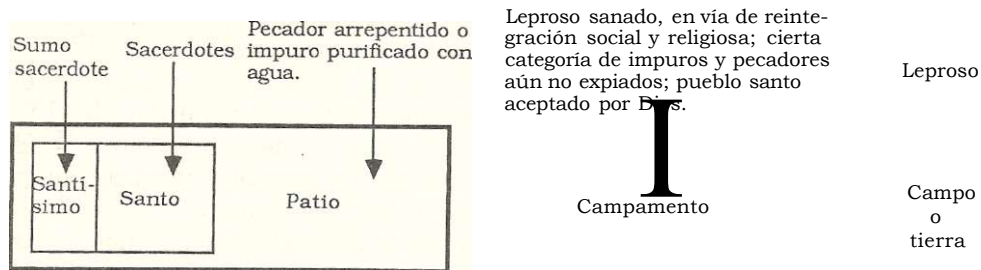 Sumo
sacerdote
Sacerdotes
Pecador arrepentido o
impuro purificado con
agua.
Leproso sanado, en vía de reinte-
gración social y religiosa; cierta
categoría de impuros y pecadores
aún no expiados; pueblo santo
aceptado por Dios.
Leproso
Santí-
simo
Santo
Patio
I
Campamento
Campo
o
tierra